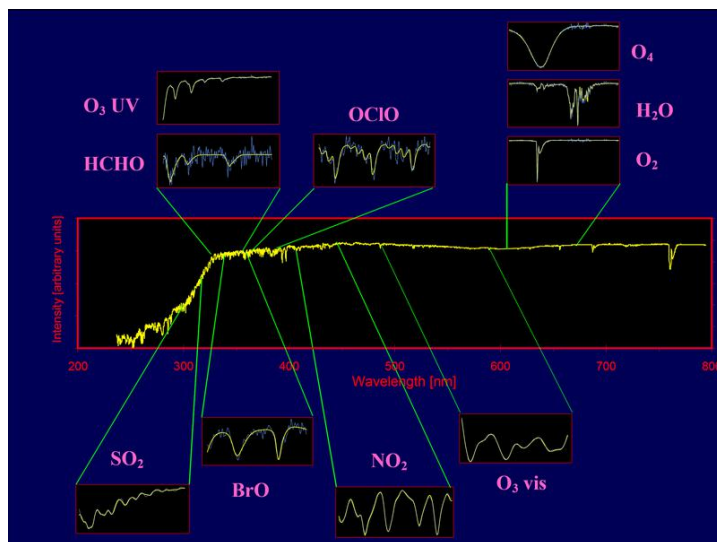 O₄
O₃ UV
OClO
H₂O
HCHO
O₂
Intensity [arbitrary units]
200 300 400 500 600 700 800
Wavelength [nm]
SO₂
BrO
NO₂
O₃ vis